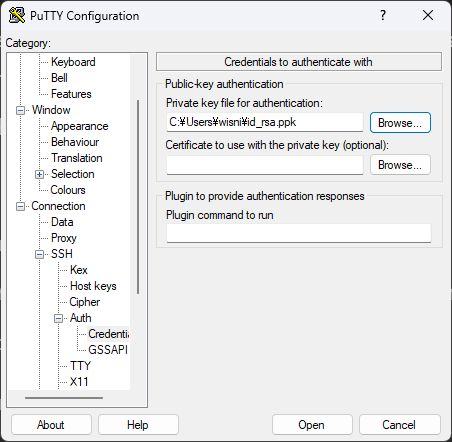 PuTTY Configuration
?
Category:
Keyboard
Bell
Features
Window
Appearance
Behaviour
Translation
Selection
Colours
Connection
Data
Proxy
SSH
Kex
Host keys
Cipher
Auth
Credentia
GSSAPI
TTY
X11
Credentials to authenticate with
Public-key authentication
Private key file for authentication:
C:¥Users¥wisni¥id_rsa.ppk
Browse...
Certificate to use with the private key (optional):
Browse...
Plugin to provide authentication responses
Plugin command to run
About
Help
Open
Cancel